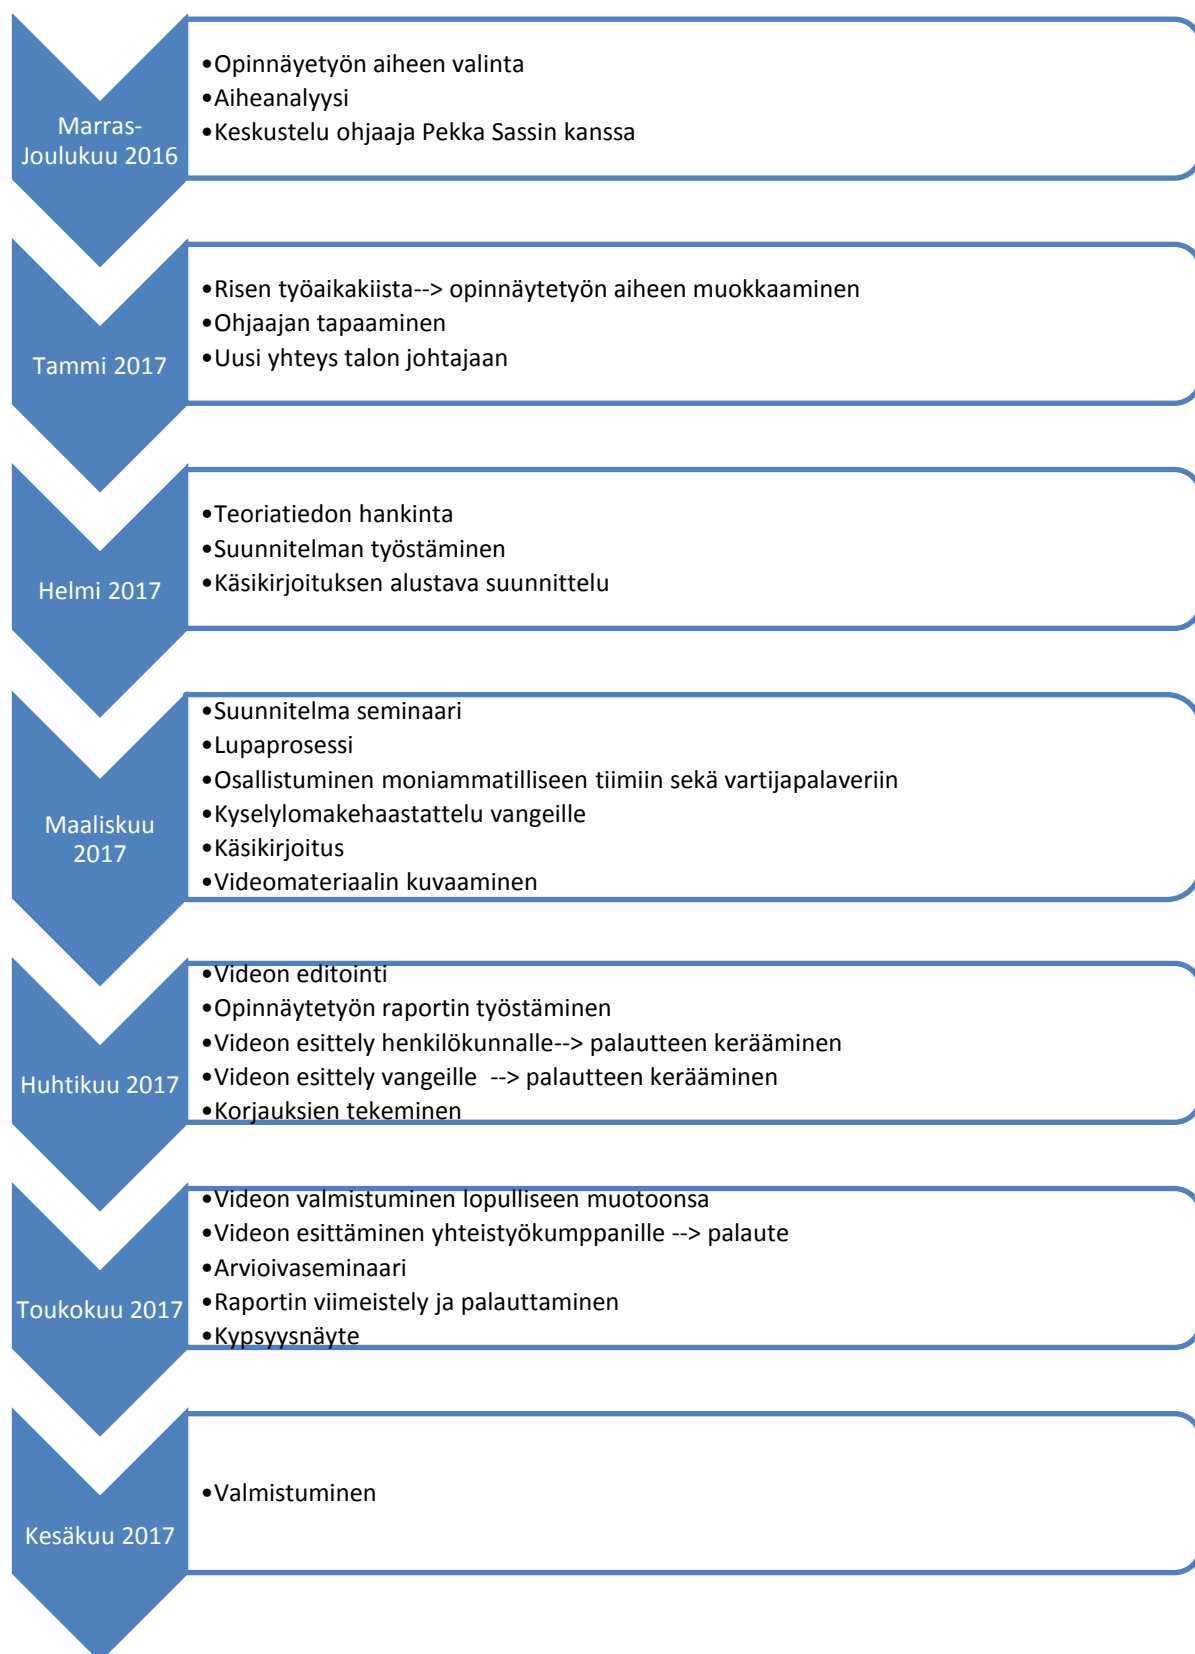 Marras-
Joulukuu 2016
•Opinnäyetyön aiheen valinta
•Aiheanalyysi
•Keskustelu ohjaaja Pekka Sassin kanssa
Tammi 2017
•Risen työaikakiista--> opinnäytetyön aiheen muokkaaminen
•Ohjaajan tapaaminen
•Uusi yhteys talon johtajaan
Helmi 2017
•Teoriatiedon hankinta
•Suunnitelman työstäminen
•Käsikirjoituksen alustava suunnittelu
Maaliskuu
2017
•Suunnitelma seminaari
•Lupaprosessi
•Osallistuminen moniammatilliseen tiimiin sekä vartijapalaveriin
•Kyselylomakehaastattelu vangeille
•Käsikirjoitus
•Videomateriaalin kuvaaminen
Huhtikuu 2017
•Videon editointi
•Opinnäytetyön raportin työstäminen
•Videon esittely henkilökunnalle--> palautteen kerääminen
•Videon esittely vangeille --> palautteen kerääminen
•Korjauksien tekeminen
Toukokuu 2017
•Videon valmistuminen lopulliseen muotoonsa
•Videon esittäminen yhteistyökumppanille --> palaute
•Arvioivaseminaari
•Raportin viimeistely ja palauttaminen
•Kypsyysnäyte
Kesäkuu 2017
•Valmistuminen